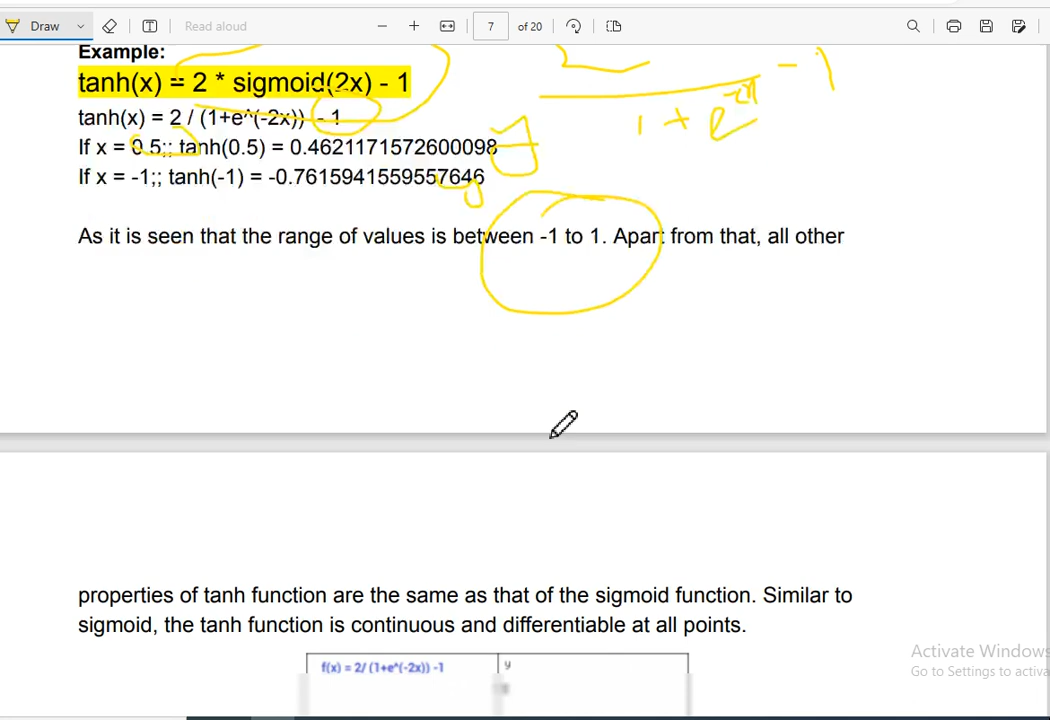 Draw
Read aloud
7
of 20
Example:
tanh(x) = 2 * sigmoid(2x) - 1
tanh(x) = 2 / (1+e^(-2x)) - 1
If x = 0.5;; tanh(0.5) = 0.4621171572600098
If x = -1;; tanh(-1) = -0.7615941559557646
2
- 1
1 + e^-2x
As it is seen that the range of values is between -1 to 1. Apart from that, all other
properties of tanh function are the same as that of the sigmoid function. Similar to
sigmoid, the tanh function is continuous and differentiable at all points.
f(x) = 2/ (1+e^(-2x)) -1
y
Activate Windows
Go to Settings to activa